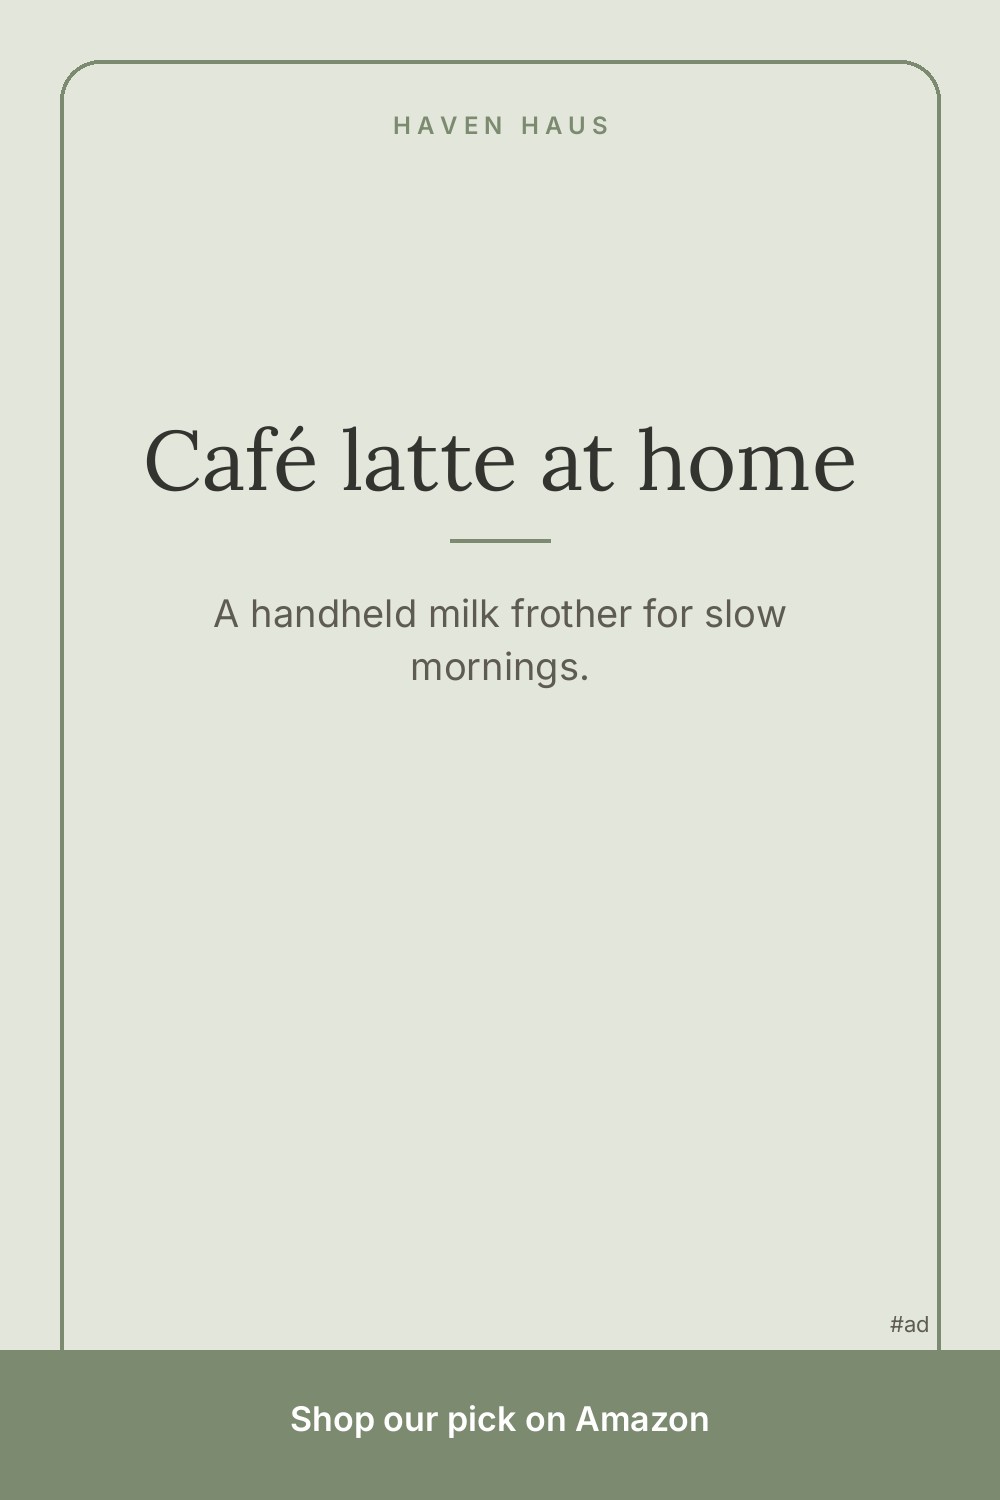 HAVEN HAUS
Café latte at home
A handheld milk frother for slow
mornings.
#ad
Shop our pick on Amazon